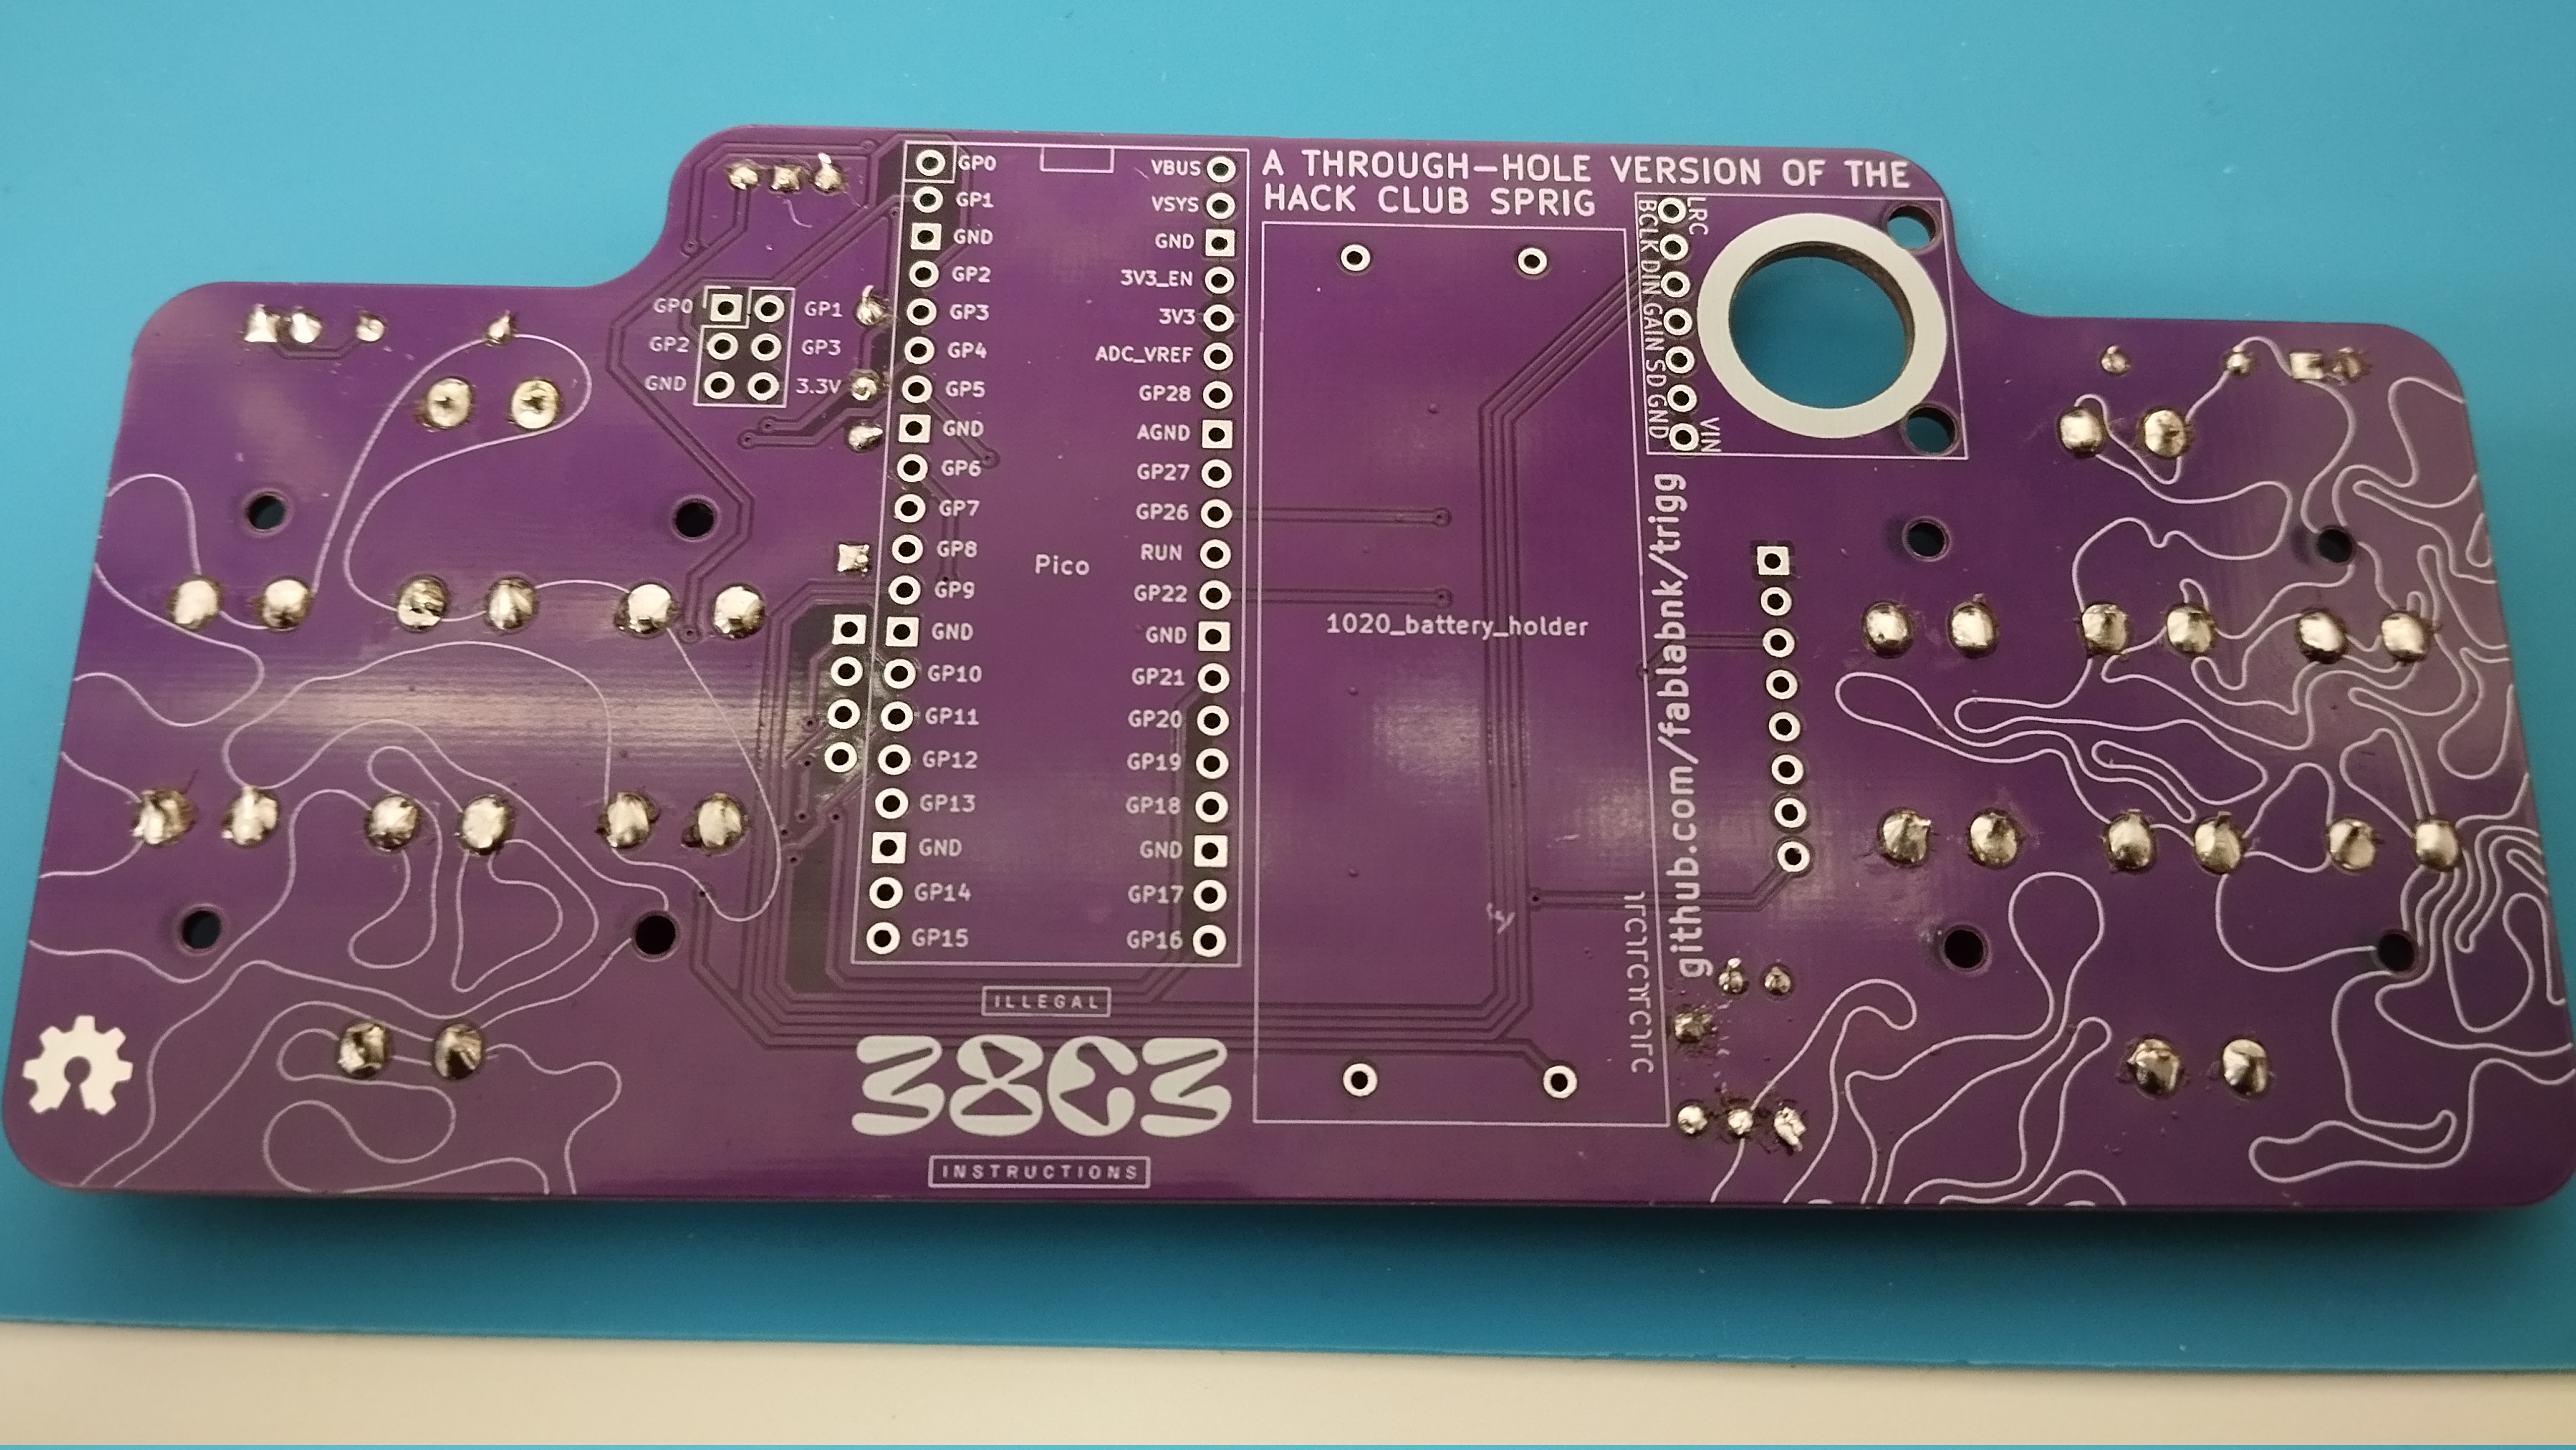 A THROUGH-HOLE VERSION OF THE
HACK CLUB SPRIG
GP0
GP1
GND
GP2
GP3
GP4
GP5
GND
GP6
GP7
GP8
GP9
GND
GP10
GP11
GP12
GP13
GND
GP14
GP15
VBUS
VSYS
GND
3V3_EN
3V3
ADC_VREF
GP28
AGND
GP27
GP26
RUN
GP22
GND
GP21
GP20
GP19
GP18
GND
GP17
GP16
Pico
GP0 GP1
GP2 GP3
GND 3.3V
LRC
BCLK DIN GAIN SD GND
VIN
1020_battery_holder
github.com/fablabnk/trigg
ILLEGAL
INSTRUCTIONS